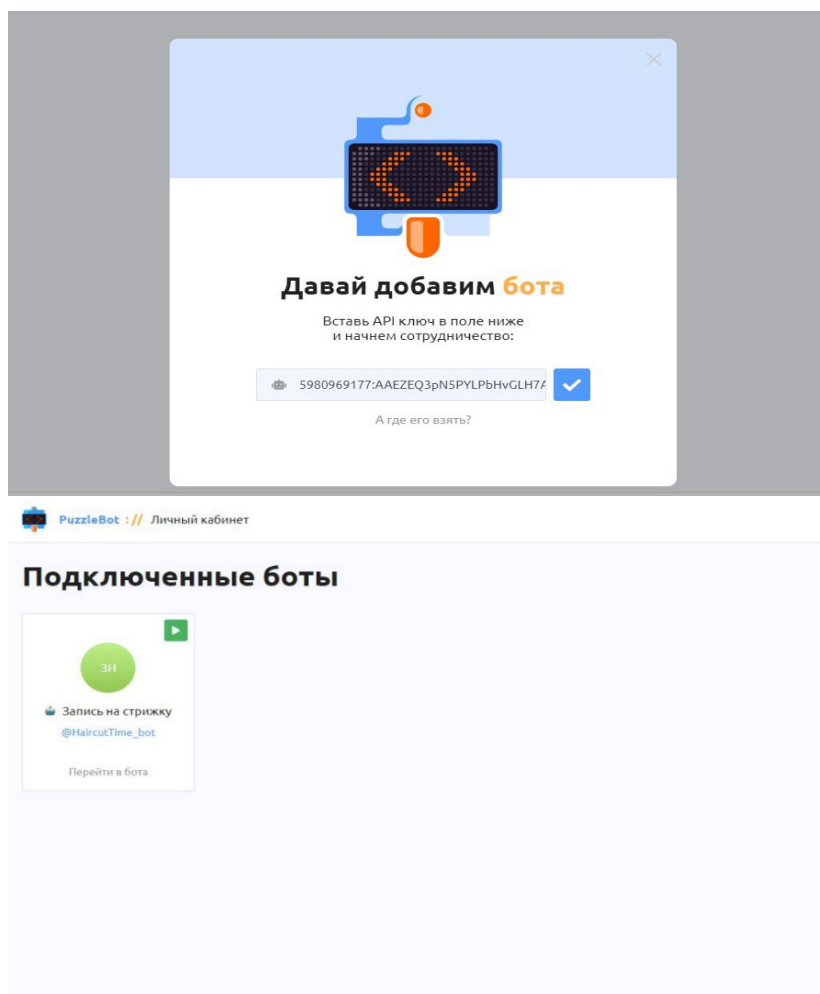 Давай добавим бота
Вставь API ключ в поле ниже
и начнем сотрудничество:
5980969177:AAEZEQ3pN5PYLPbHvGLH7A
А где его взять?
PuzzleBot :// Личный кабинет
Подключенные боты
ЗН
Запись на стрижку
@HaircutTime_bot
Перейти в бота